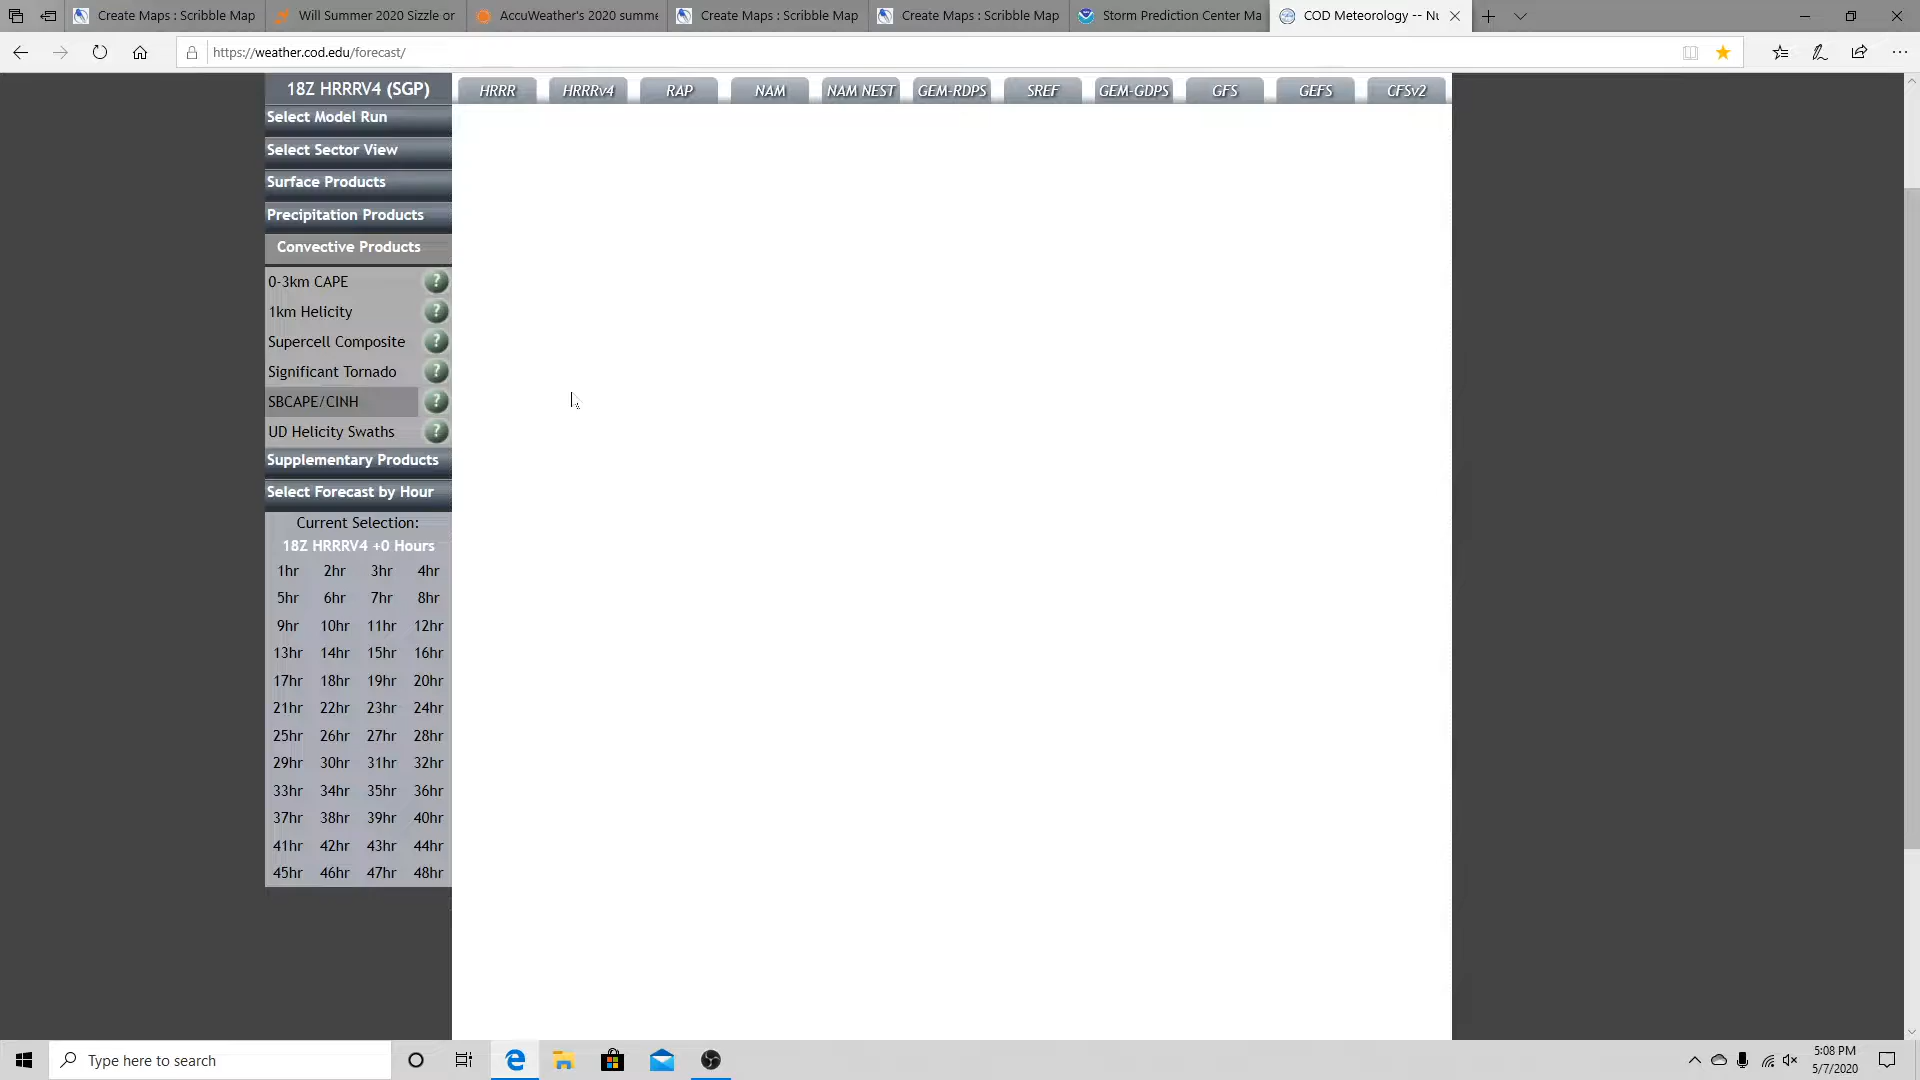 Create Maps : Scribble Map
Will Summer 2020 Sizzle or
AccuWeather's 2020 summe
Create Maps : Scribble Map
Create Maps : Scribble Map
Storm Prediction Center Ma
COD Meteorology -- Nu
https://weather.cod.edu/forecast/
18Z HRRRV4 (SGP)
HRRR HRRRv4 RAP NAM NAM NEST GEM-RDPS SREF GEM-GDPS GFS GEFS CFSv2
Select Model Run
Select Sector View
Surface Products
Precipitation Products
Convective Products
0-3km CAPE ?
1km Helicity ?
Supercell Composite ?
Significant Tornado ?
SBCAPE/CINH ?
UD Helicity Swaths ?
Supplementary Products
Select Forecast by Hour
Current Selection:
18Z HRRRV4 +0 Hours
1hr 2hr 3hr 4hr
5hr 6hr 7hr 8hr
9hr 10hr 11hr 12hr
13hr 14hr 15hr 16hr
17hr 18hr 19hr 20hr
21hr 22hr 23hr 24hr
25hr 26hr 27hr 28hr
29hr 30hr 31hr 32hr
33hr 34hr 35hr 36hr
37hr 38hr 39hr 40hr
41hr 42hr 43hr 44hr
45hr 46hr 47hr 48hr
Type here to search
5:08 PM
5/7/2020